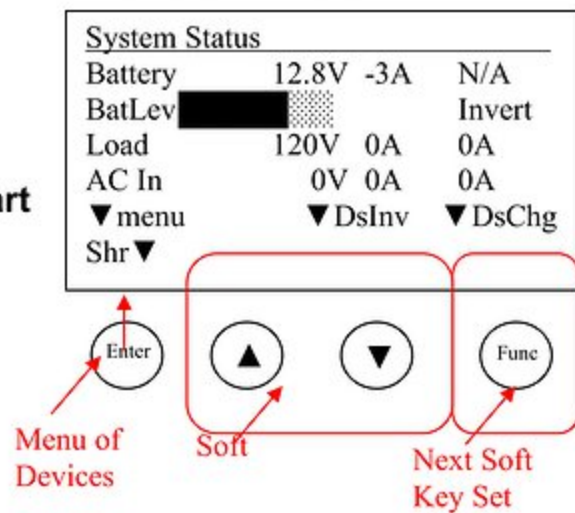 System Status
Battery 12.8V -3A N/A
BatLev Invert
Load 120V 0A 0A
AC In 0V 0A 0A
▼menu ▼DsInv ▼DsChg
Shr▼
Enter ▲ ▼ Func
Menu of
Devices
Soft
Next Soft
Key Set